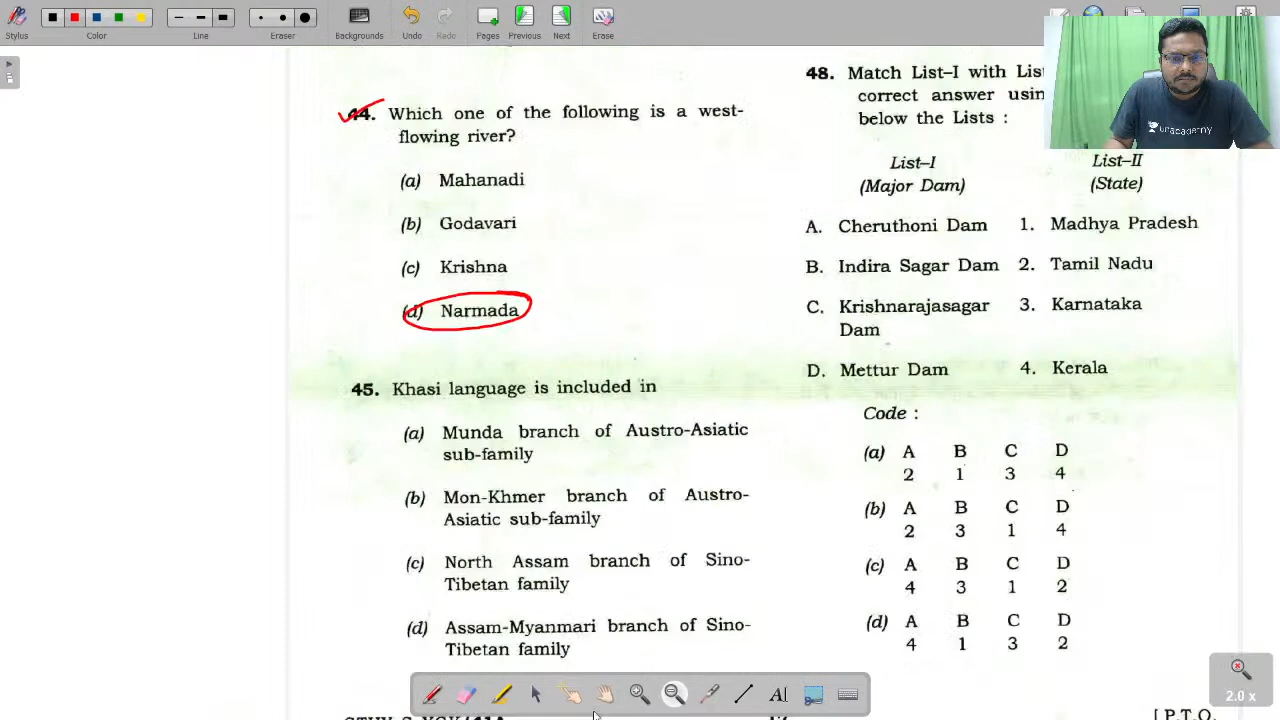 Stylus
Color
Line
Eraser
Backgrounds
Undo
Redo
Pages
Previous
Next
Erase
44. Which one of the following is a west-
flowing river?
(a) Mahanadi
(b) Godavari
(c) Krishna
(d) Narmada
45. Khasi language is included in
(a) Munda branch of Austro-Asiatic
sub-family
(b) Mon-Khmer branch of Austro-
Asiatic sub-family
(c) North Assam branch of Sino-
Tibetan family
(d) Assam-Myanmari branch of Sino-
Tibetan family
48. Match List-I with
correct answer
below the Lists :
List-I List-II
(Major Dam) (State)
A. Cheruthoni Dam 1. Madhya Pradesh
B. Indira Sagar Dam 2. Tamil Nadu
C. Krishnarajasagar 3. Karnataka
Dam
D. Mettur Dam 4. Kerala
Code :
(a) A B C D
2 1 3 4
(b) A B C D
2 3 1 4
(c) A B C D
4 3 1 2
(d) A B C D
4 1 3 2
unacademy
2.0 x
[ P.T.O.